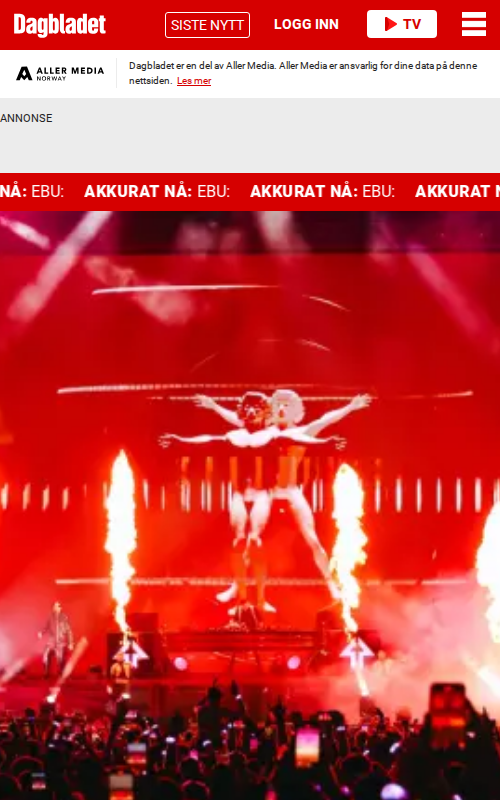 Dagbladet
SISTE NYTT
LOGG INN
TV
ALLER MEDIA
NORWAY
Dagbladet er en del av Aller Media. Aller Media er ansvarlig for dine data på denne
nettsiden. Les mer
ANNONSE
NÅ: EBU: AKKURAT NÅ: EBU: AKKURAT NÅ: EBU: AKKURAT N